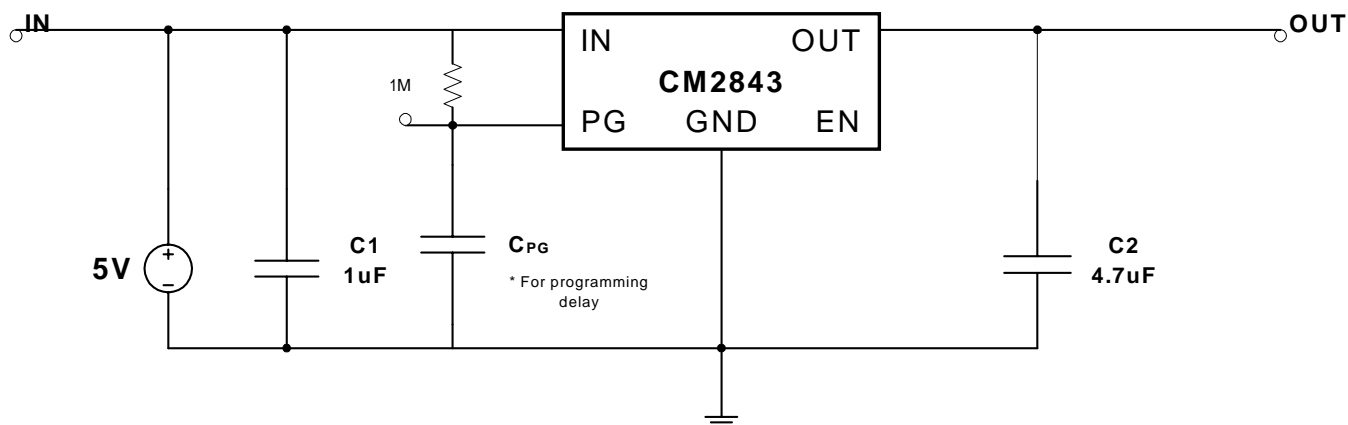 IN
OUT
IN OUT
CM2843
PG GND EN
1M
5V
C1
1uF
CPG
* For programming
delay
C2
4.7uF